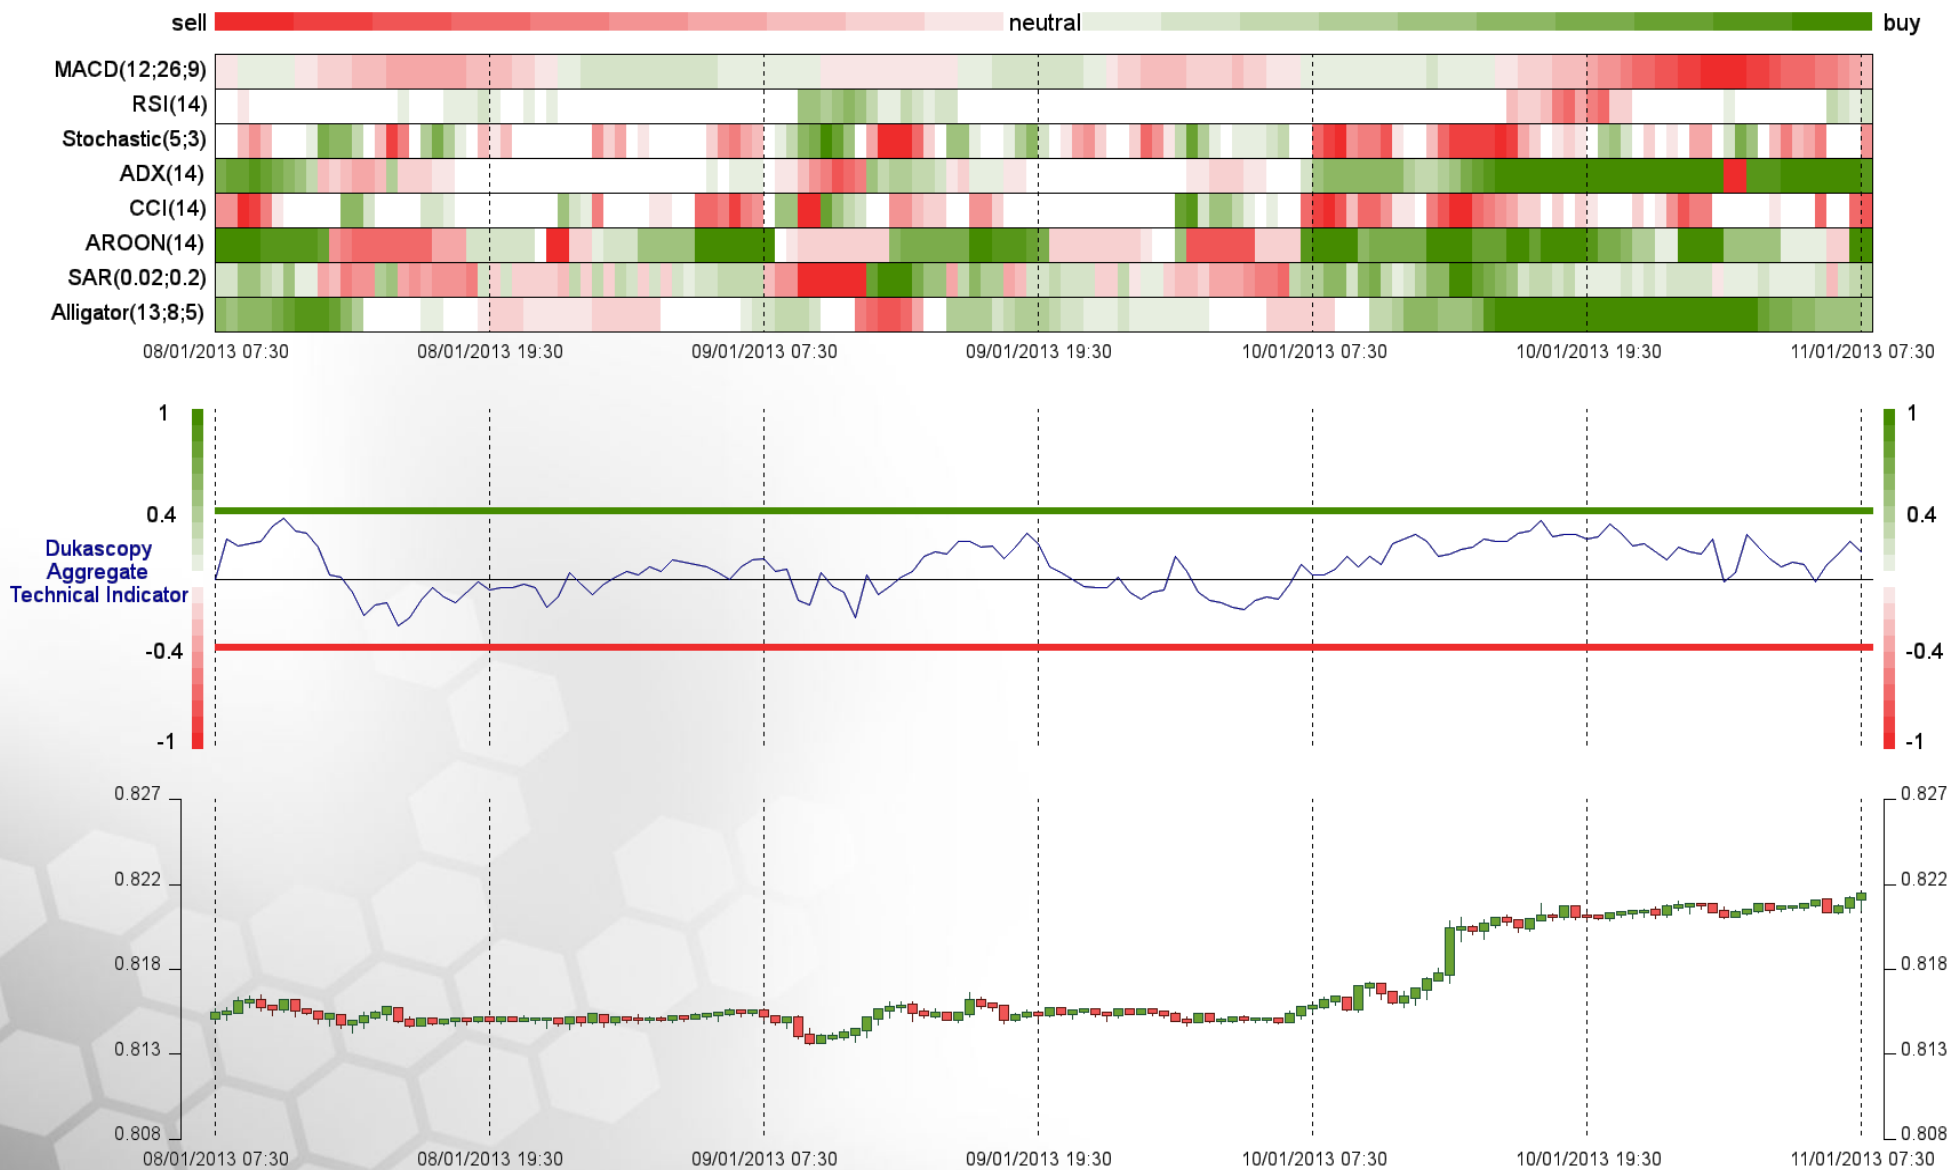 sell neutral buy
MACD(12;26;9)
RSI(14)
Stochastic(5;3)
ADX(14)
CCI(14)
AROON(14)
SAR(0.02;0.2)
Alligator(13;8;5)
08/01/2013 07:30 08/01/2013 19:30 09/01/2013 07:30 09/01/2013 19:30 10/01/2013 07:30 10/01/2013 19:30 11/01/2013 07:30
1 1
0.4 0.4
Dukascopy
Aggregate
Technical Indicator
-0.4 -0.4
-1 -1
0.827 0.827
0.822 0.822
0.818 0.818
0.813 0.813
0.808 0.808
08/01/2013 07:30 08/01/2013 19:30 09/01/2013 07:30 09/01/2013 19:30 10/01/2013 07:30 10/01/2013 19:30 11/01/2013 07:30